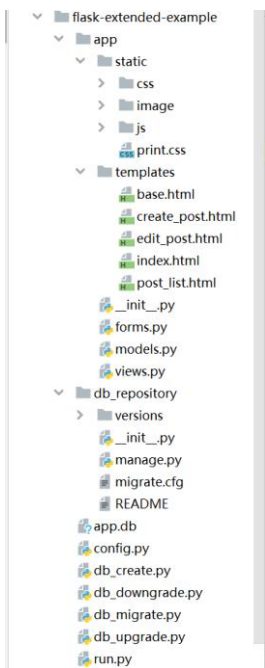 flask-extended-example
app
static
css
image
js
print.css
templates
base.html
create_post.html
edit_post.html
index.html
post_list.html
__init__.py
forms.py
models.py
views.py
db_repository
versions
__init__.py
manage.py
migrate.cfg
README
app.db
config.py
db_create.py
db_downgrade.py
db_migrate.py
db_upgrade.py
run.py